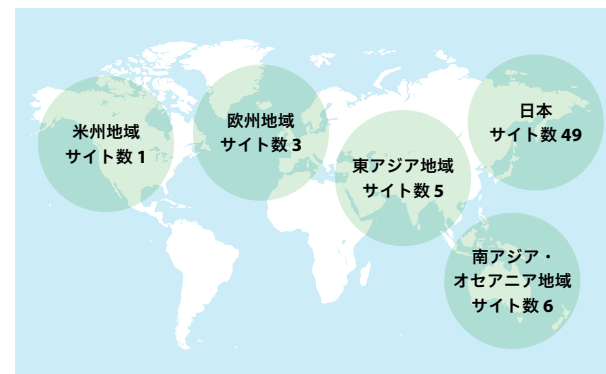 米州地域
サイト数 1
欧州地域
サイト数 3
東アジア地域
サイト数 5
日本
サイト数 49
南アジア・
オセアニア地域
サイト数 6